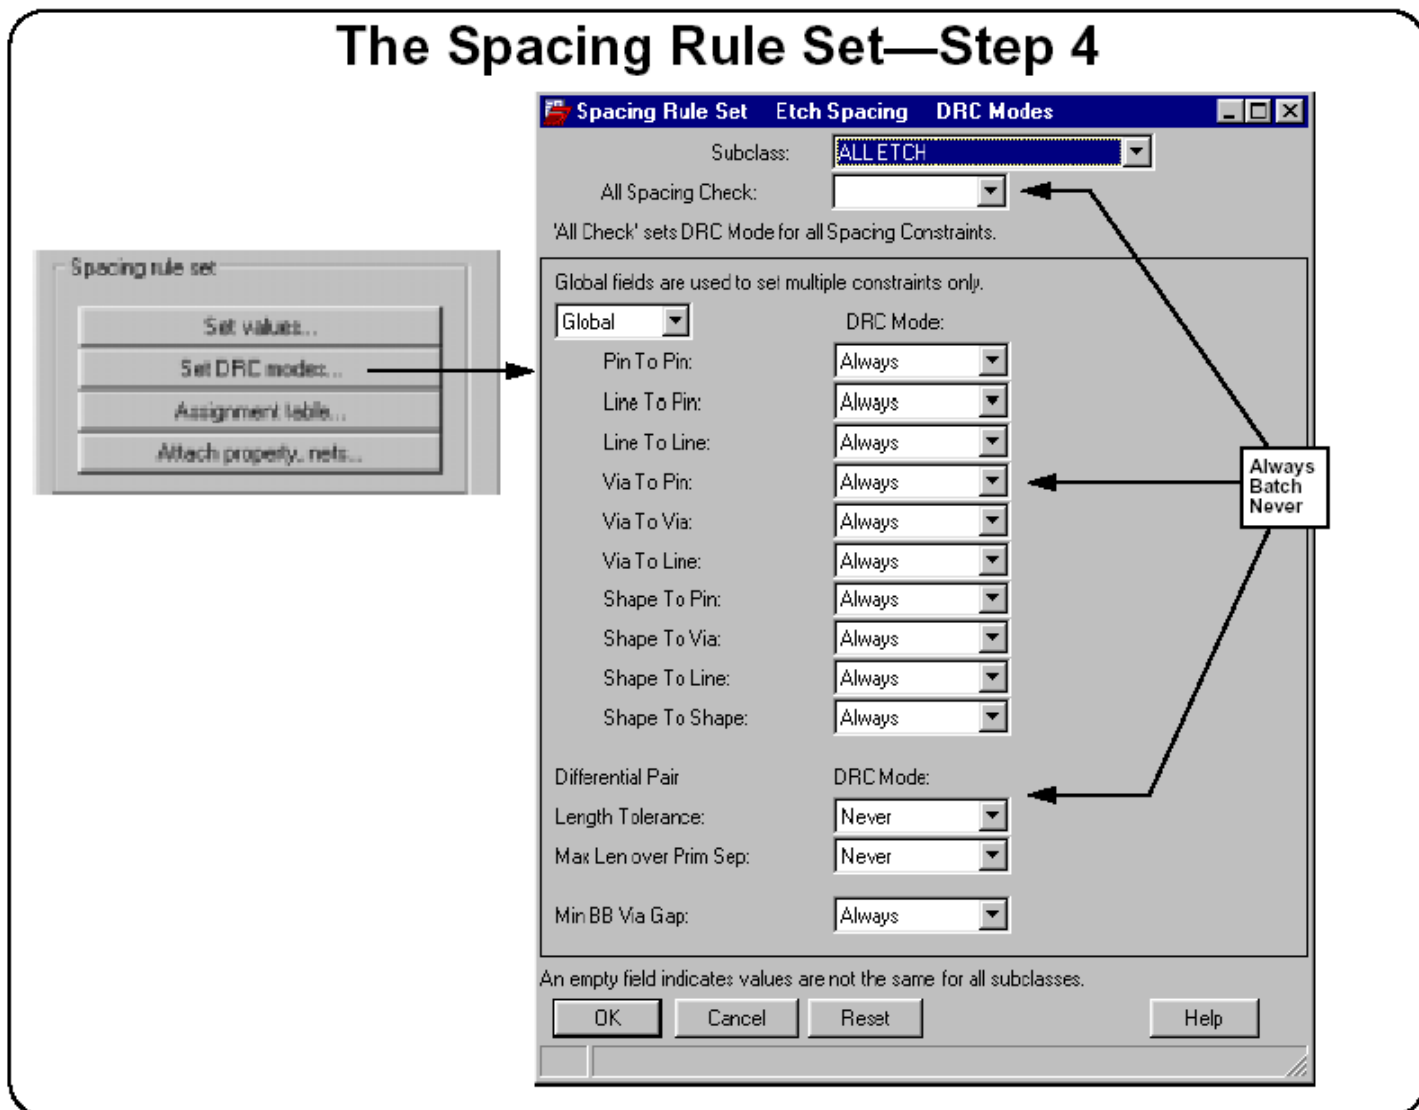 The Spacing Rule Set—Step 4
Spacing Rule Set Etch Spacing DRC Modes
Subclass: ALL ETCH
All Spacing Check:
'All Check' sets DRC Mode for all Spacing Constraints.
Spacing rule set
Set values...
Set DRC modes...
Assignment table...
Attach property, nets...
Global fields are used to set multiple constraints only.
Global DRC Mode:
Pin To Pin: Always
Line To Pin: Always
Line To Line: Always
Via To Pin: Always
Via To Via: Always
Via To Line: Always
Shape To Pin: Always
Shape To Via: Always
Shape To Line: Always
Shape To Shape: Always
Differential Pair DRC Mode:
Length Tolerance: Never
Max Len over Prim Sep: Never
Min BB Via Gap: Always
Always
Batch
Never
An empty field indicates values are not the same for all subclasses.
OK Cancel Reset Help